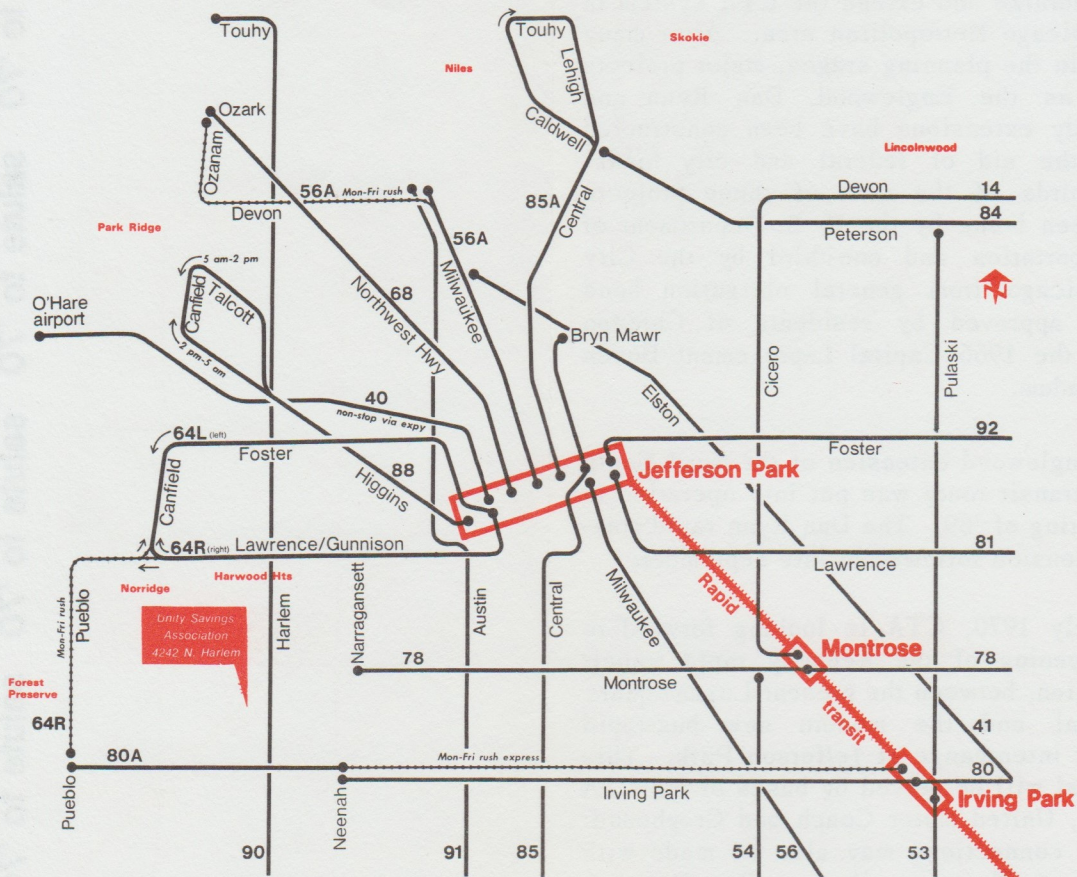 Touhy
Touhy
Skokie
Niles
Lehigh
Ozark
Caldwell
Lincolnwood
Ozanam
56A Mon-Fri rush
85A
Devon
14
Devon
84
Park Ridge
56A
Central
Peterson
5 am-2 pm
Canfield
Talcott
68
Milwaukee
O'Hare
airport
Northwest Hwy
Bryn Mawr
2 pm-5 am
Cicero
Pulaski
40
non-stop via expy
Elston
64L (left)
92
Foster
Foster
88
Higgins
Jefferson Park
Canfield
64R (right)
Lawrence/Gunnison
81
Lawrence
Rapid
Norridge
Harwood Hts
Mon-Fri rush
Pueblo
Unity Savings
Association
4242 N. Harlem
Harlem
Narragansett
Austin
Central
Milwaukee
Montrose
78
78
Montrose
Forest
Preserve
transit
64R
41
80A
Mon-Fri rush express
80
Irving Park
Irving Park
Pueblo
Neenah
90
91
85
54
56
53
N